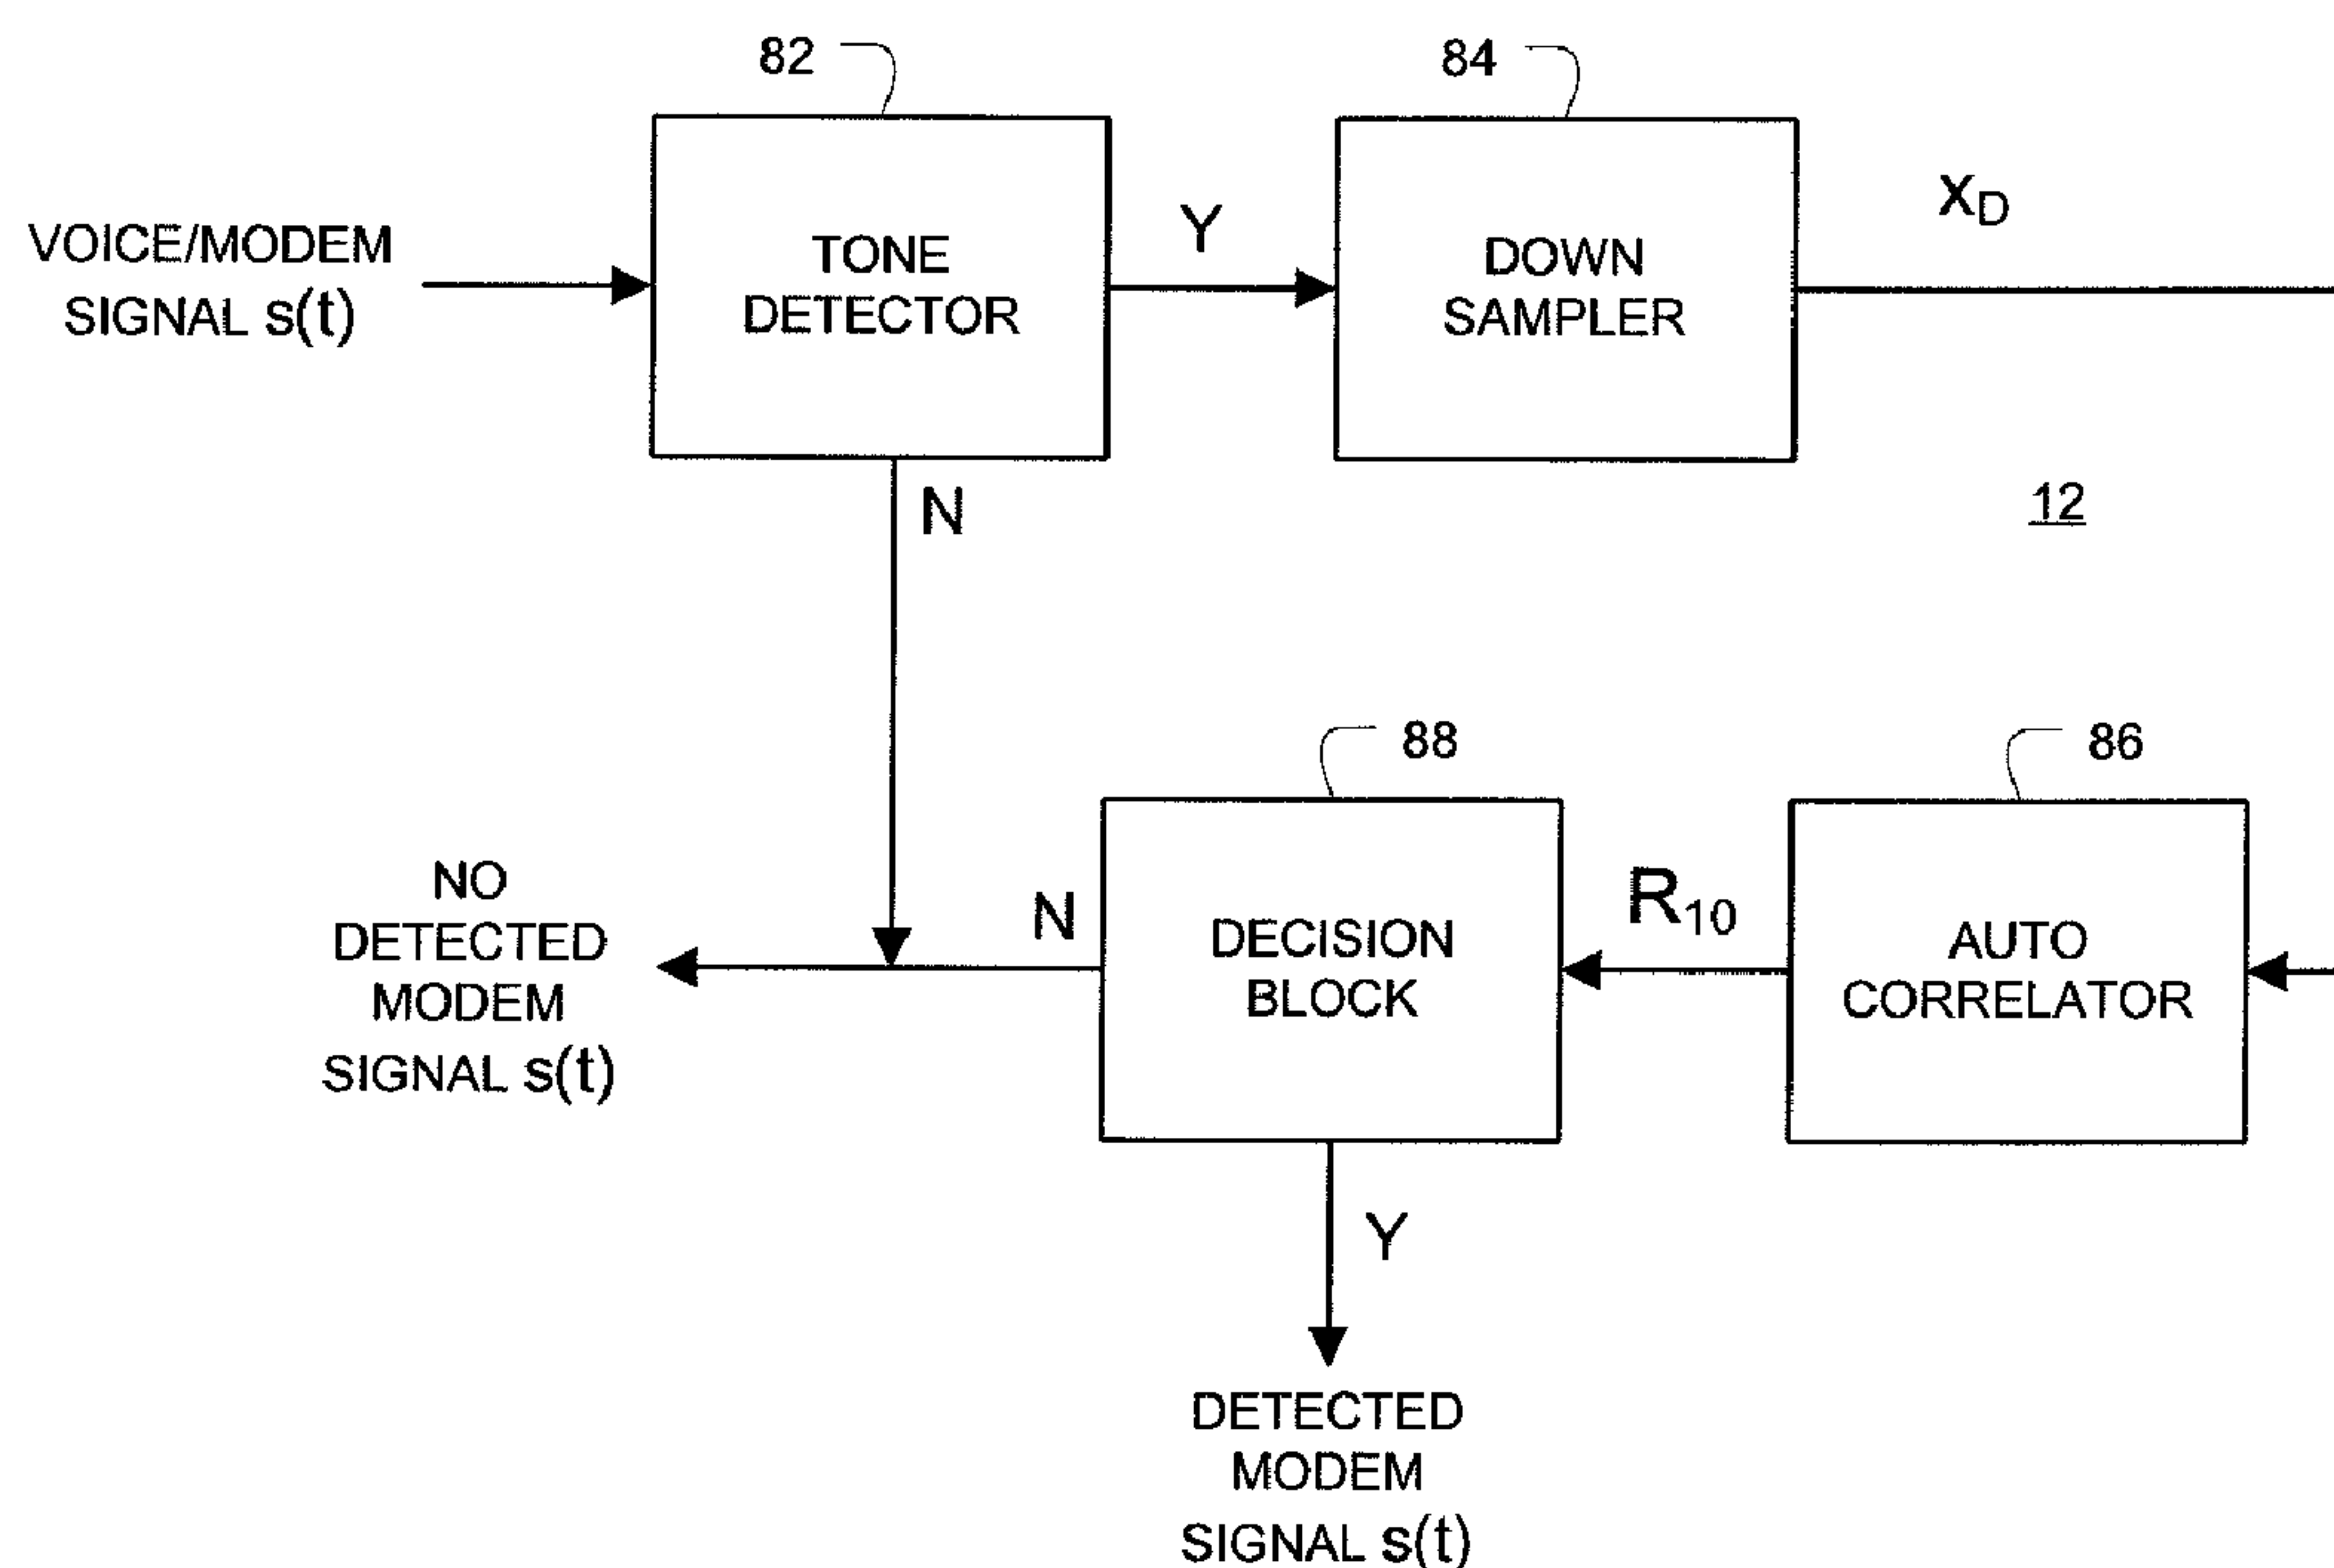 82
84
VOICE/MODEM
SIGNAL s(t)
TONE
DETECTOR
Y
DOWN
SAMPLER
XD
N
12
88
86
NO
DETECTED
MODEM
SIGNAL s(t)
N
DECISION
BLOCK
R10
AUTO
CORRELATOR
Y
DETECTED
MODEM
SIGNAL s(t)